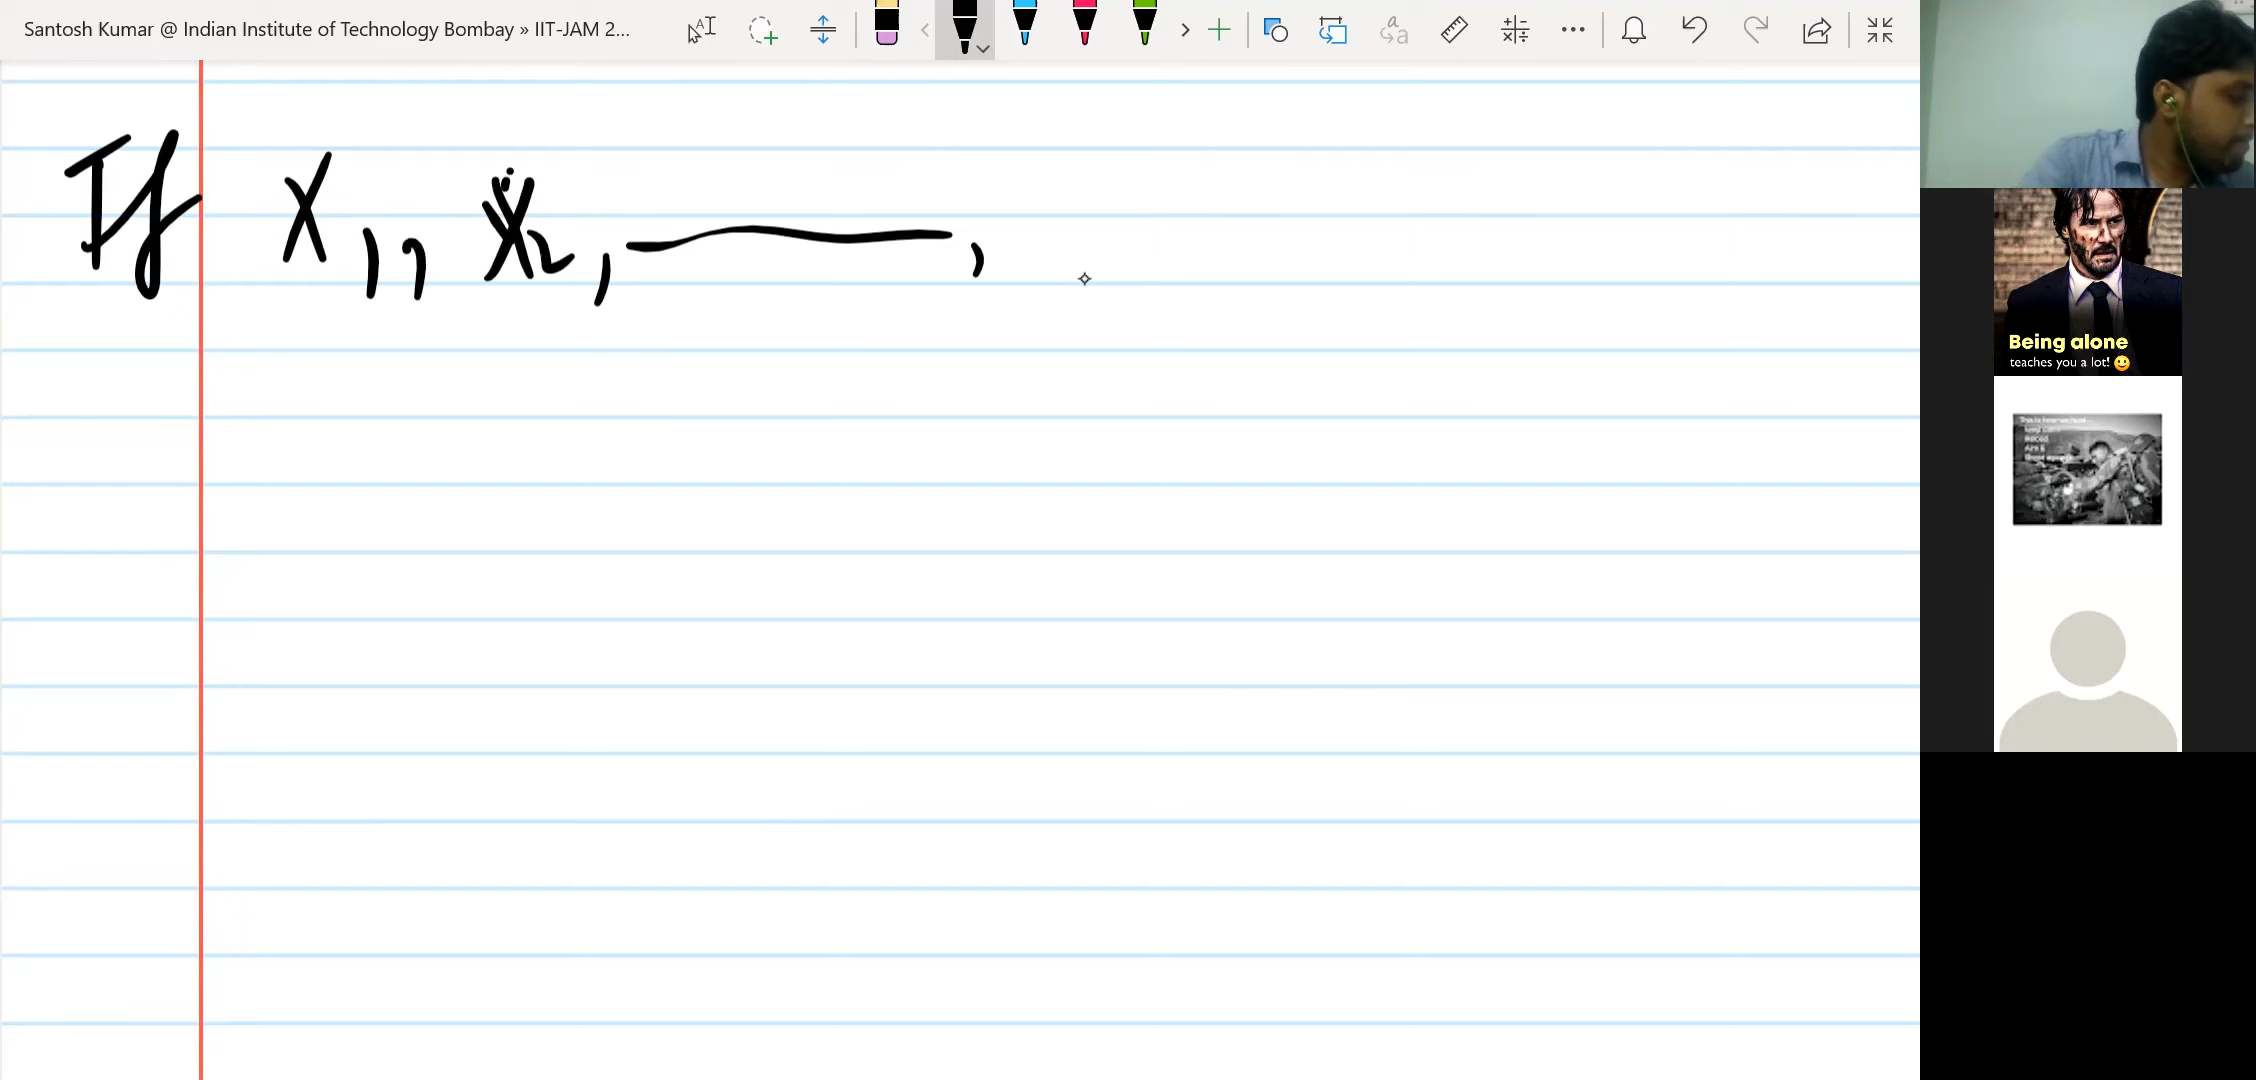 Santosh Kumar @ Indian Institute of Technology Bombay » IIT-JAM 2...
If X₁, X₂, ———,
Being alone
teaches you a lot! 🙂